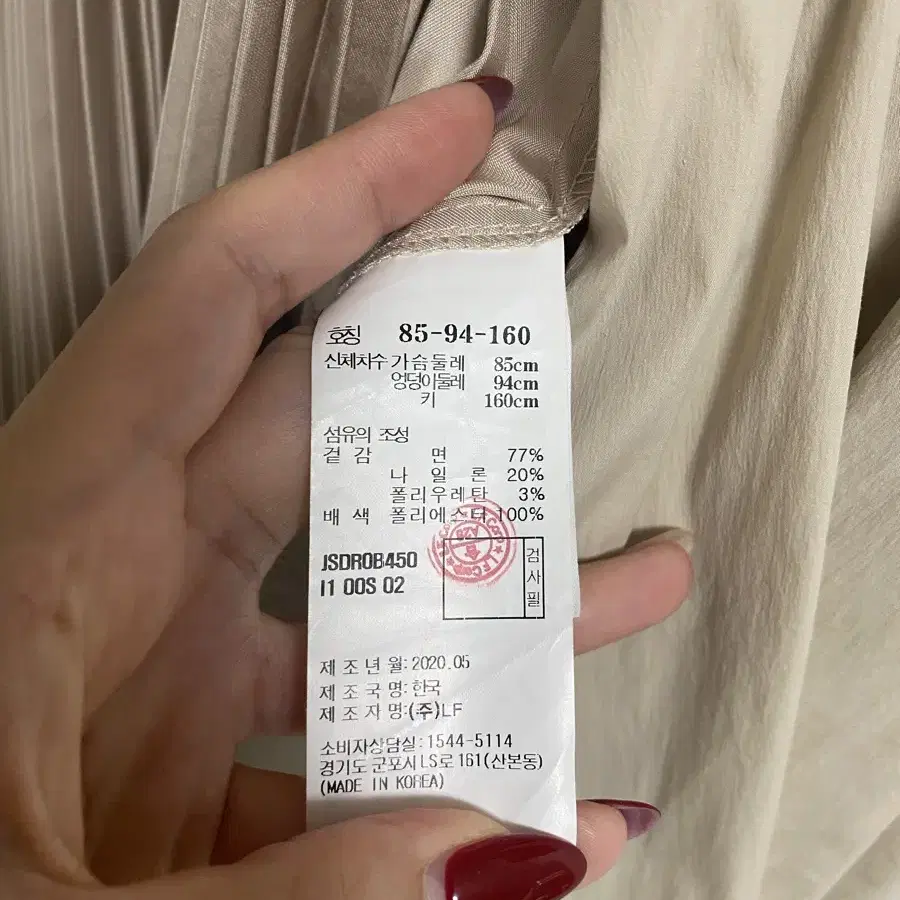 호칭 85-94-160
신체치수 가슴둘레 85cm
엉덩이둘레 94cm
키 160cm
섬유의 조성
겉감 면 77%
나일론 20%
폴리우레탄 3%
배색 폴리에스타 100%
JSDR0B450
I1 00S 02
검사필
제조년월:2020.05
제조국명:한국
제조자명:(주)LF
소비자상담실:1544-5114
경기도 군포시 LS로 161(산본동)
(MADE IN KOREA)